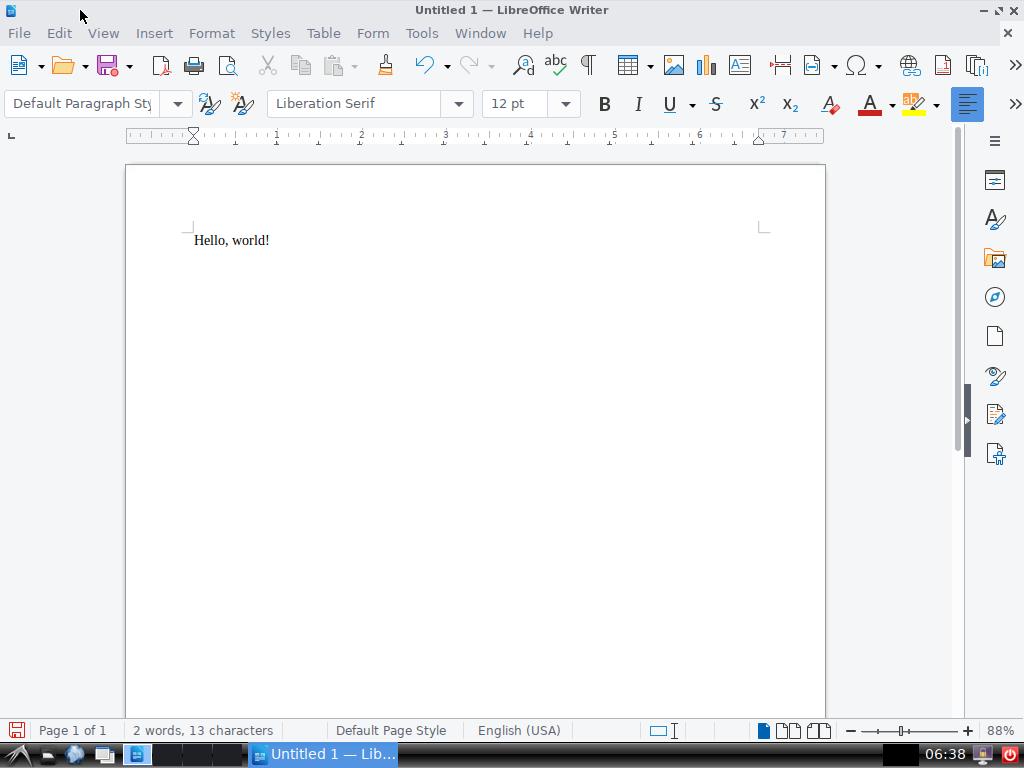 Untitled 1 — LibreOffice Writer
File Edit View Insert Format Styles Table Form Tools Window Help
Default Paragraph Sty Liberation Serif 12 pt
1 2 3 4 5 6 7
Hello, world!
Page 1 of 1 2 words, 13 characters Default Page Style English (USA) 88%
Untitled 1 — Lib... 06:38